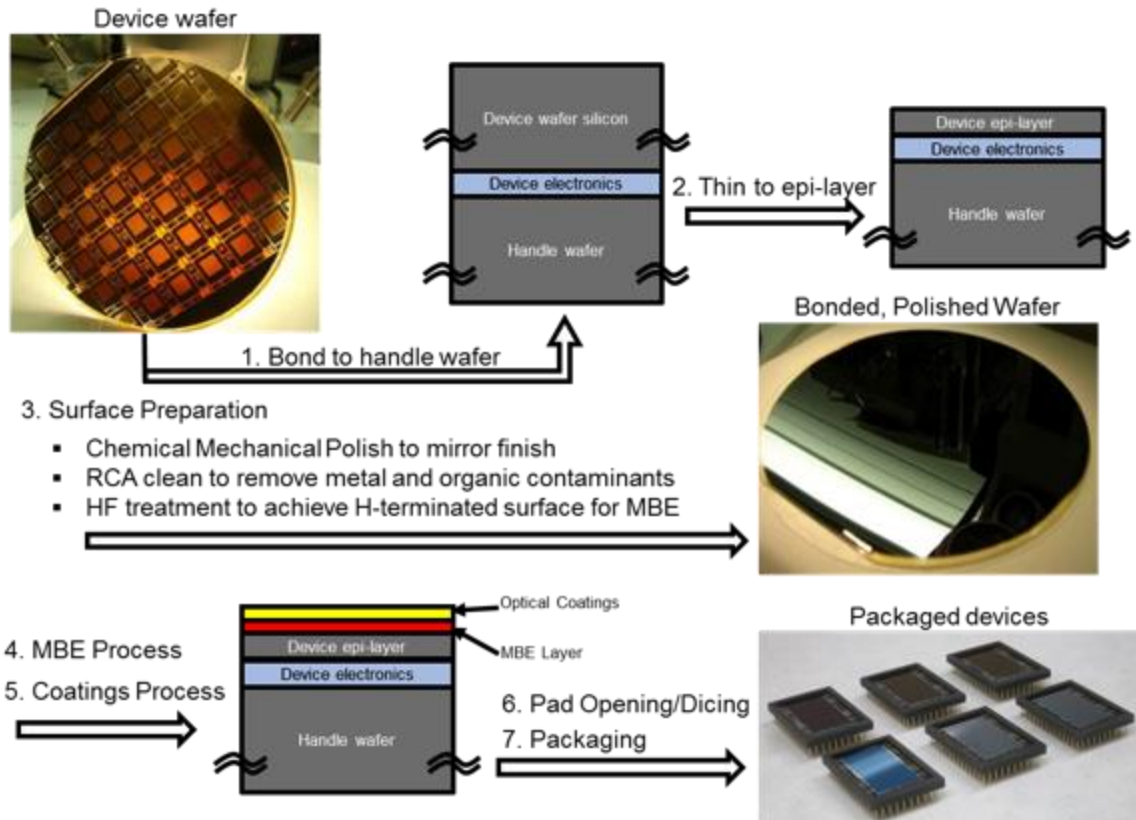 Device wafer
Device wafer silicon
Device electronics
Handle wafer
2. Thin to epi-layer
Device epi-layer
Device electronics
Handle wafer
1. Bond to handle wafer
Bonded, Polished Wafer
3. Surface Preparation
▪ Chemical Mechanical Polish to mirror finish
▪ RCA clean to remove metal and organic contaminants
▪ HF treatment to achieve H-terminated surface for MBE
4. MBE Process
5. Coatings Process
Optical Coatings
MBE Layer
Device epi-layer
Device electronics
Handle wafer
6. Pad Opening/Dicing
7. Packaging
Packaged devices